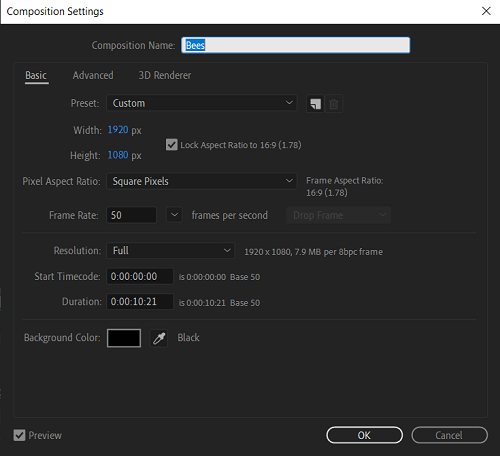 Composition Settings
Composition Name: Bees
Basic Advanced 3D Renderer
Preset: Custom
Width: 1920 px
Lock Aspect Ratio to 16:9 (1.78)
Height: 1080 px
Pixel Aspect Ratio: Square Pixels Frame Aspect Ratio:
16:9 (1.78)
Frame Rate: 50 frames per second Drop Frame
Resolution: Full 1920 x 1080, 7.9 MB per 8bpc frame
Start Timecode: 0:00:00:00 is 0:00:00:00 Base 50
Duration: 0:00:10:21 is 0:00:10:21 Base 50
Background Color: Black
Preview OK Cancel